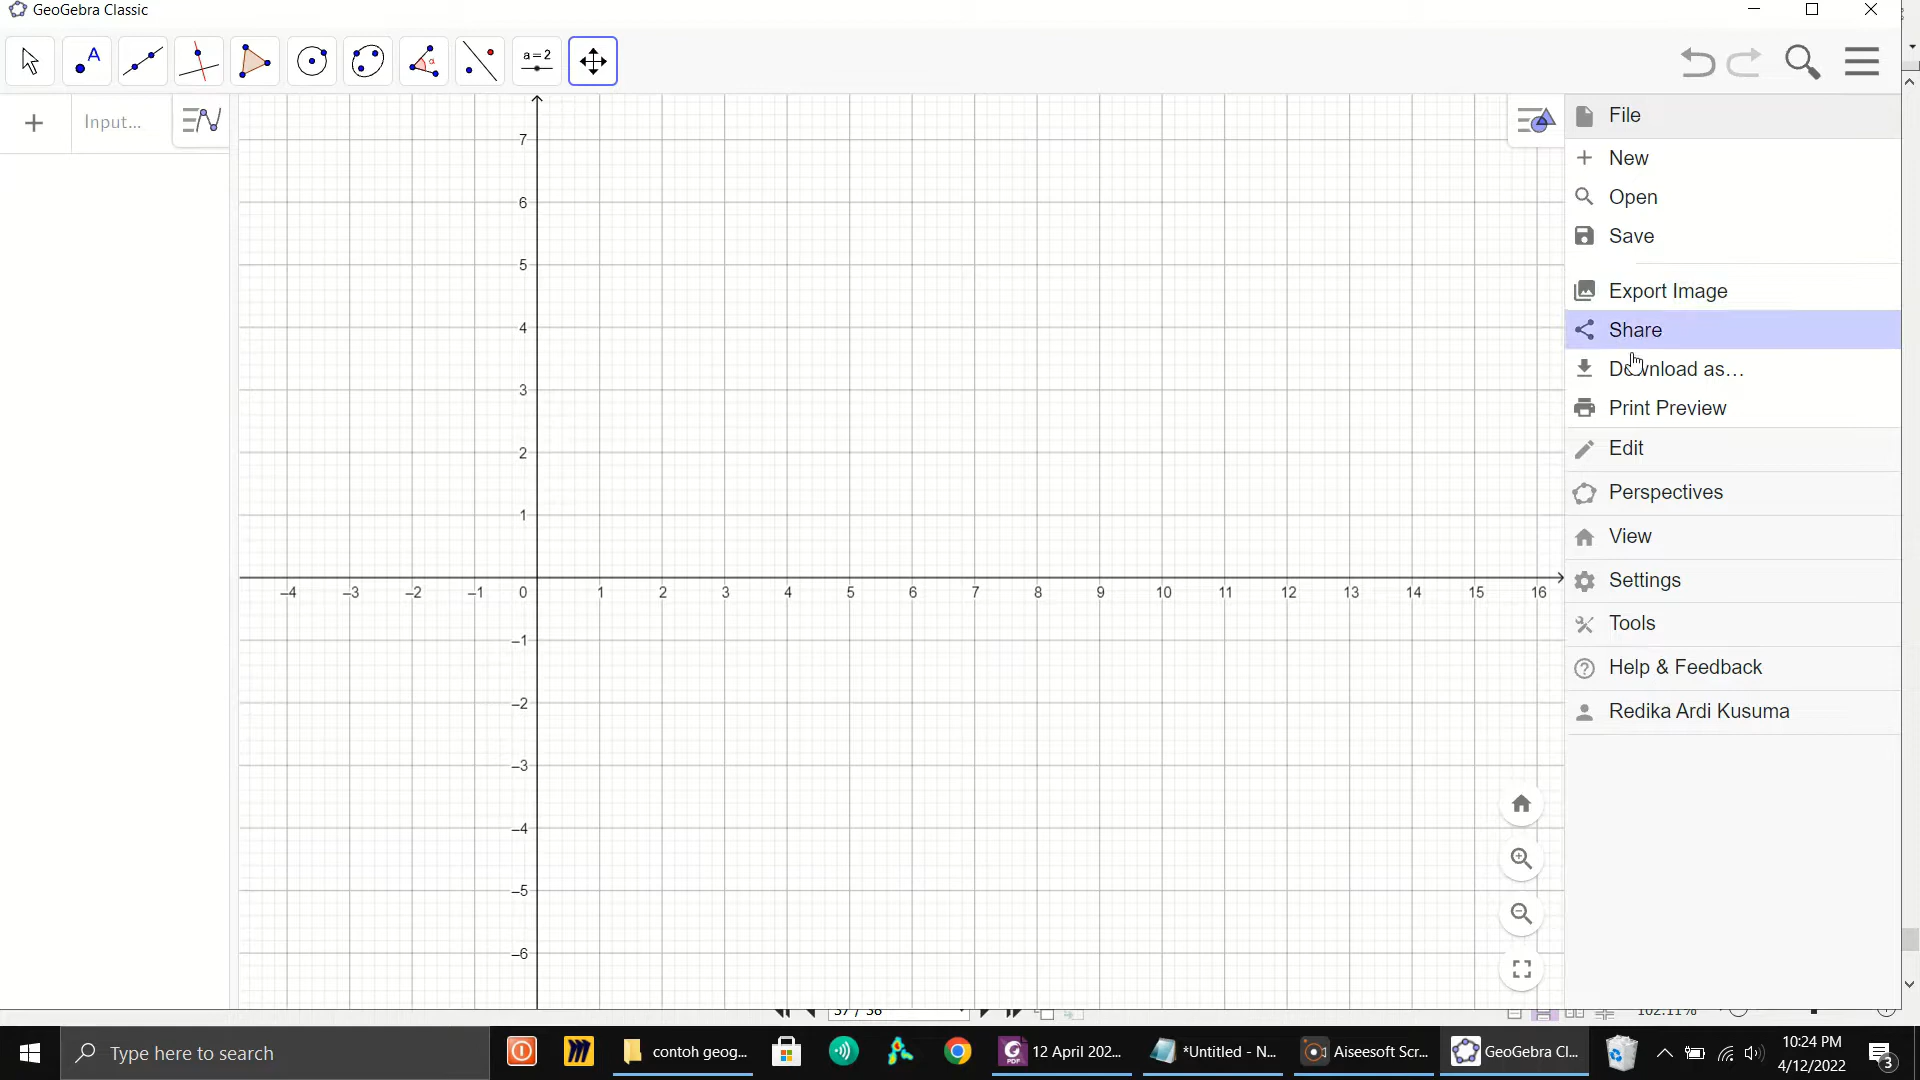 GeoGebra Classic
A
α
a=2
Input...
File
New
Open
Save
Export Image
Share
Download as...
Print Preview
Edit
Perspectives
View
Settings
Tools
Help & Feedback
Redika Ardi Kusuma
7
6
5
4
3
2
1
–4 –3 –2 –1 0 1 2 3 4 5 6 7 8 9 10 11 12 13 14 15 16
–1
–2
–3
–4
–5
–6
37 / 38
102.11%
Type here to search
contoh geog...
12 April 202...
*Untitled - N...
Aiseesoft Scr...
GeoGebra Cl...
10:24 PM
4/12/2022
3